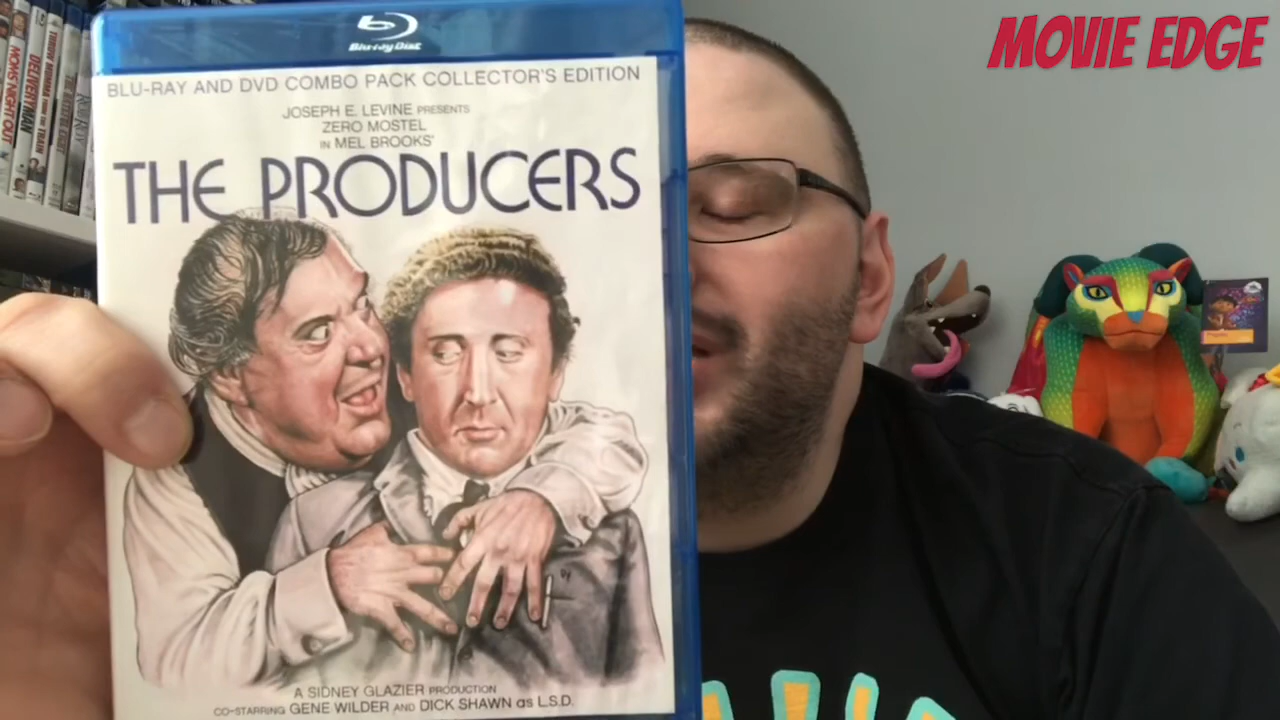 MOVIE EDGE
Blu-ray Disc
BLU-RAY AND DVD COMBO PACK COLLECTOR'S EDITION
JOSEPH E. LEVINE PRESENTS
ZERO MOSTEL
IN MEL BROOKS'
THE PRODUCERS
A SIDNEY GLAZIER PRODUCTION
CO-STARRING GENE WILDER AND DICK SHAWN as L.S.D.
MOMS' NIGHT OUT
DELIVERY MAN